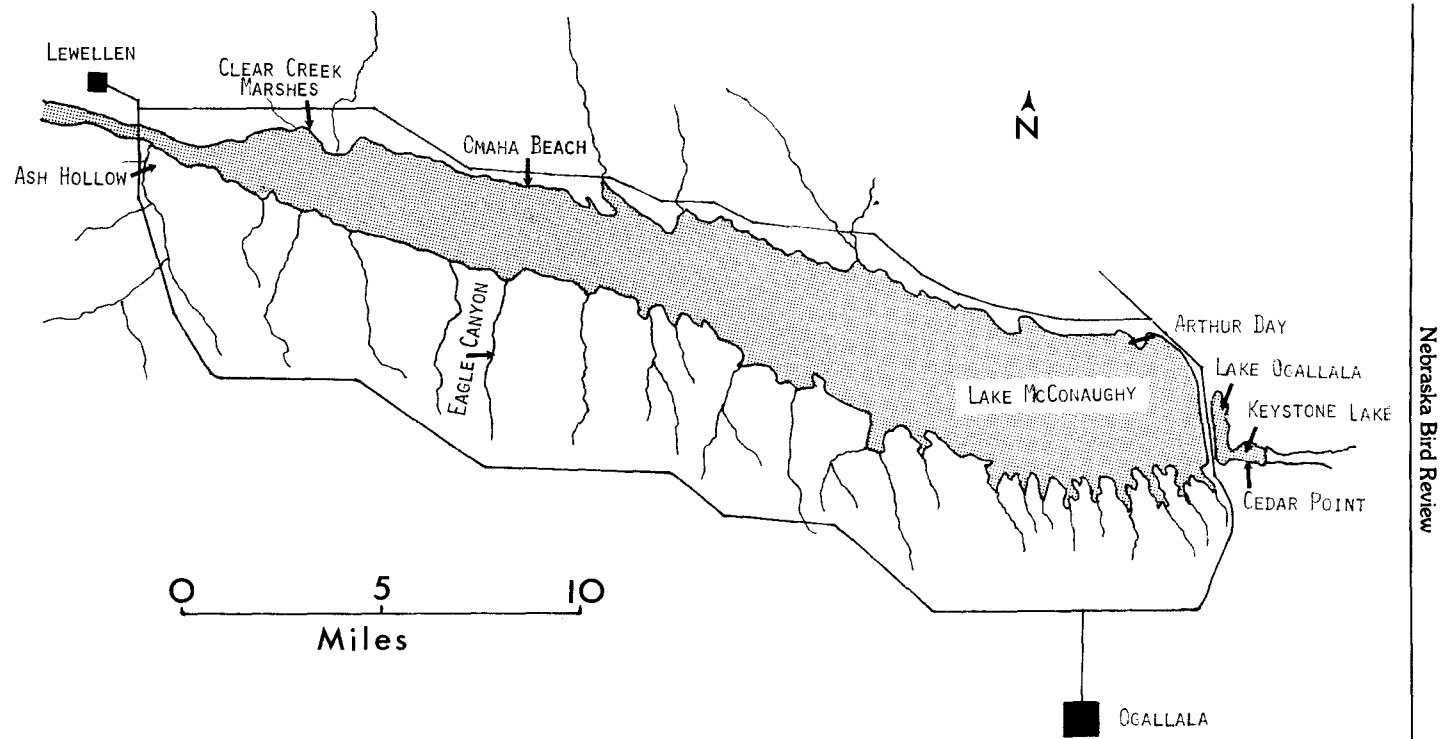 LEWELLEN
CLEAR CREEK
MARSHES
OMAHA BEACH
N
ASH HOLLOW
EAGLE CANYON
ARTHUR DAY
LAKE OGALLALA
LAKE MCCONAUGHY
KEYSTONE LAKE
CEDAR POINT
0 5 10
Miles
OGALLALA
Nebraska Bird Review